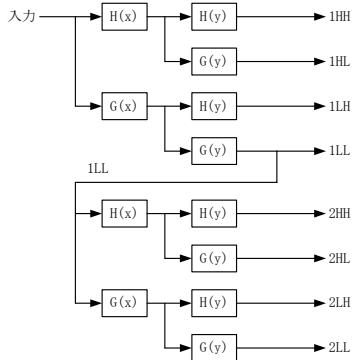 入力 H(x) H(y) 1HH
G(y) 1HL
G(x) H(y) 1LH
G(y) 1LL
1LL
H(x) H(y) 2HH
G(y) 2HL
G(x) H(y) 2LH
G(y) 2LL